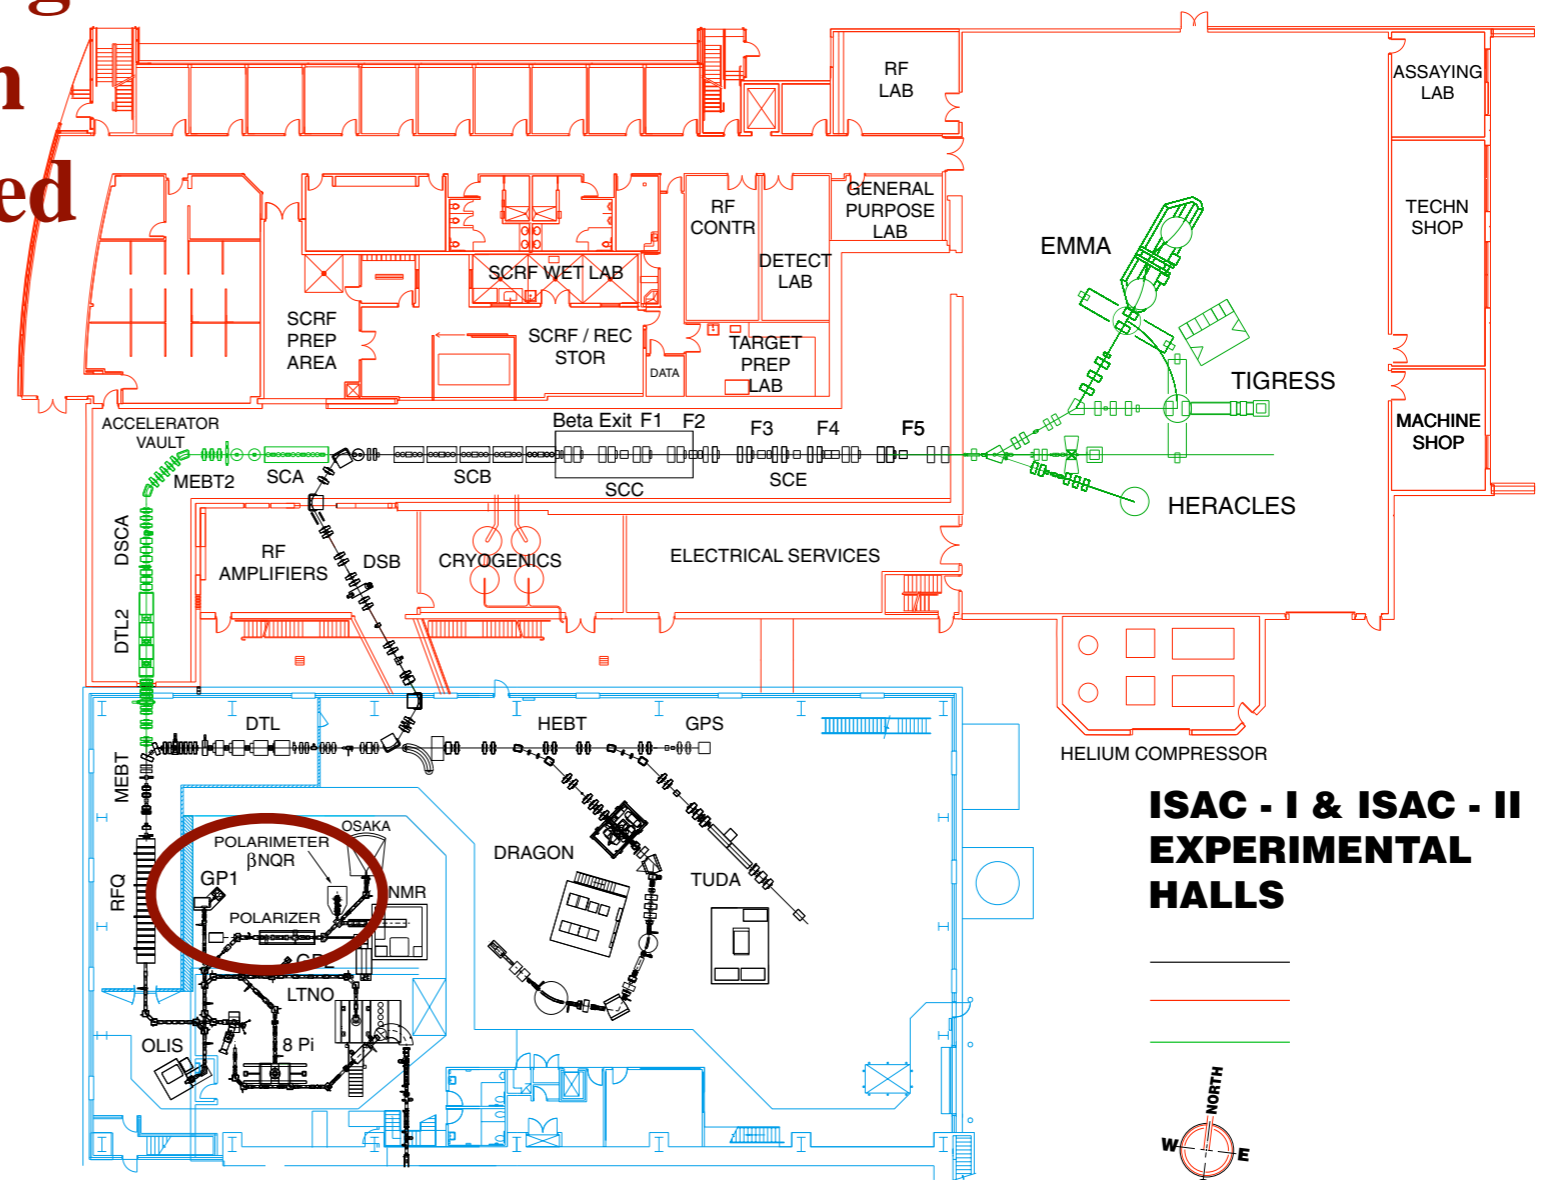 g
n
ed
RF
LAB
ASSAYING
LAB
GENERAL
PURPOSE
LAB
RF
CONTR
DETECT
LAB
TECHN
SHOP
EMMA
SCRF WET LAB
SCRF
PREP
AREA
SCRF / REC
STOR
DATA
TARGET
PREP
LAB
TIGRESS
MACHINE
SHOP
ACCELERATOR
VAULT
Beta Exit F1 F2 F3 F4 F5
MEBT2 SCA SCB SCC SCE
HERACLES
DSCA
RF
AMPLIFIERS
DSB
CRYOGENICS
ELECTRICAL SERVICES
DTL2
DTL
HEBT
GPS
HELIUM COMPRESSOR
MEBT
ISAC - I & ISAC - II
EXPERIMENTAL
HALLS
OSAKA
POLARIMETER
βNQR
DRAGON
GP1
NMR
TUDA
RFQ
POLARIZER
LTNO
OLIS
8 Pi
NORTH
W E